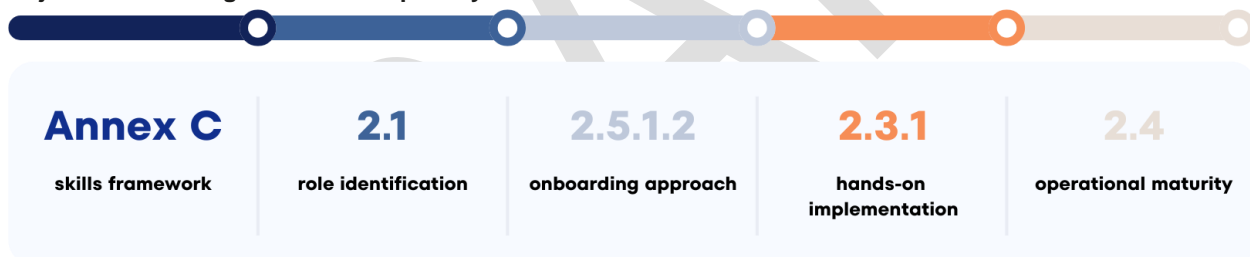 Annex C
skills framework
2.1
role identification
2.5.1.2
onboarding approach
2.3.1
hands-on
implementation
2.4
operational maturity